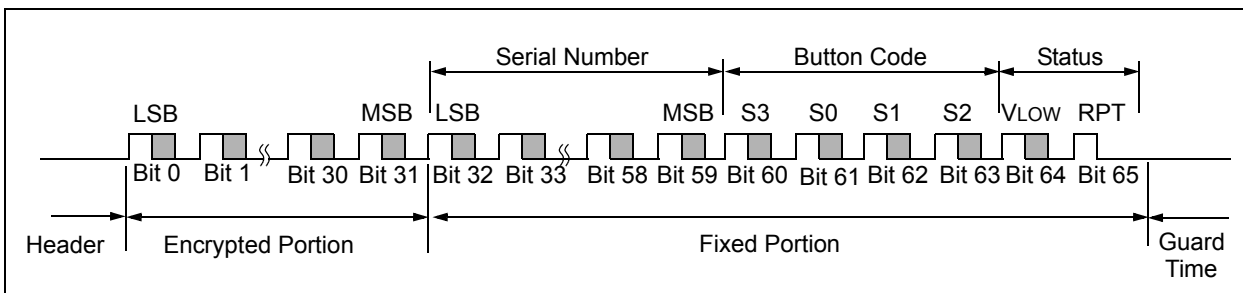 Serial Number Button Code Status
LSB MSB LSB MSB S3 S0 S1 S2 VLOW RPT
Bit 0 Bit 1 Bit 30 Bit 31 Bit 32 Bit 33 Bit 58 Bit 59 Bit 60 Bit 61 Bit 62 Bit 63 Bit 64 Bit 65
Header Encrypted Portion Fixed Portion Guard
Time